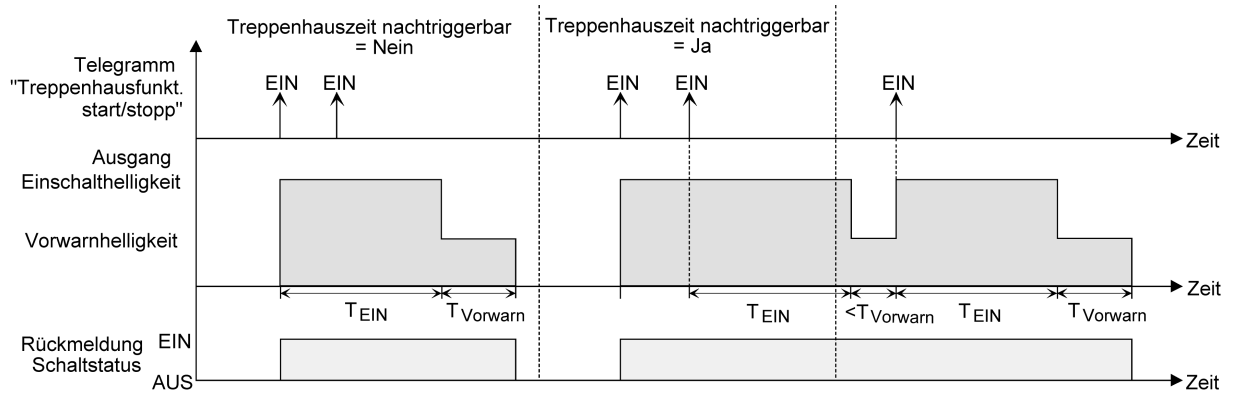 Treppenhauszeit nachtriggerbar
= Nein
Treppenhauszeit nachtriggerbar
= Ja
Telegramm
"Treppenhausfunkt.
start/stopp"
EIN
EIN
EIN
EIN
EIN
Zeit
Ausgang
Einschalthelligkeit
Vorwarnhelligkeit
Zeit
TEIN
TVorwarn
TEIN
<TVorwarn
TEIN
TVorwarn
Rückmeldung
Schaltstatus
EIN
AUS
Zeit